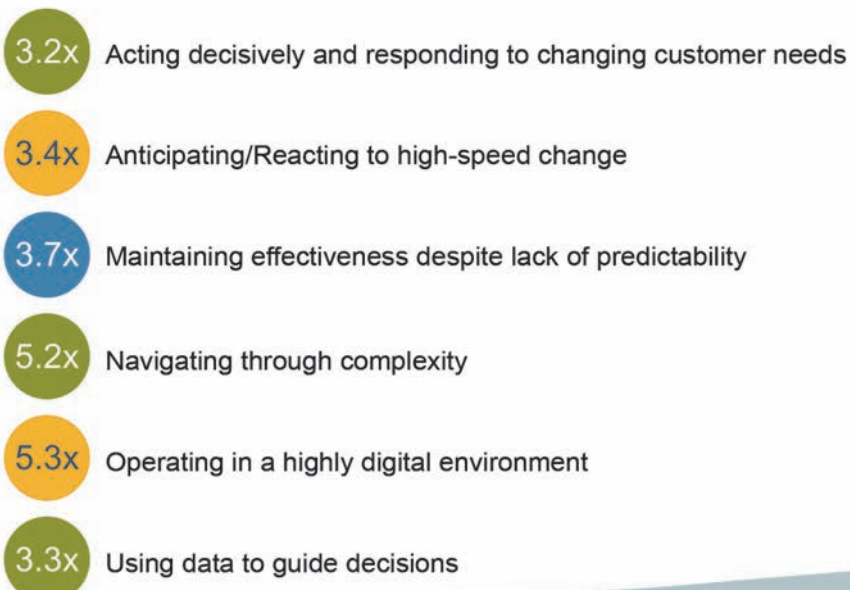 3.2x Acting decisively and responding to changing customer needs
3.4x Anticipating/Reacting to high-speed change
3.7x Maintaining effectiveness despite lack of predictability
5.2x Navigating through complexity
5.3x Operating in a highly digital environment
3.3x Using data to guide decisions